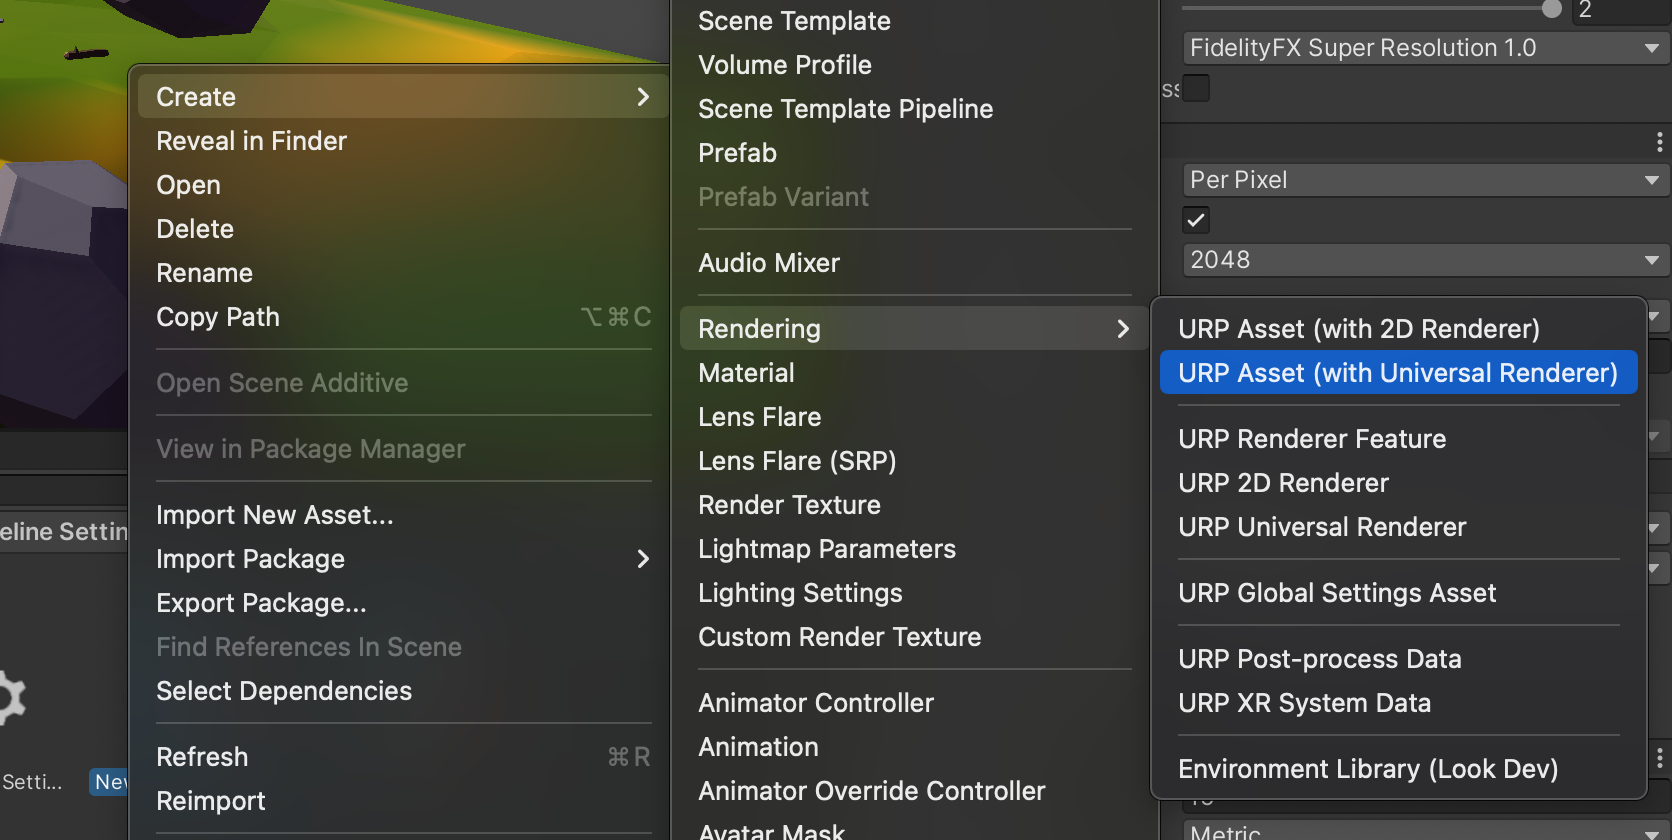 Create
Reveal in Finder
Open
Delete
Rename
Copy Path ⌥⌘C
Open Scene Additive
View in Package Manager
Import New Asset...
Import Package
Export Package...
Find References In Scene
Select Dependencies
Refresh ⌘R
Reimport
eline Settin
Setti...
New
Scene Template
Volume Profile
Scene Template Pipeline
Prefab
Prefab Variant
Audio Mixer
Rendering
Material
Lens Flare
Lens Flare (SRP)
Render Texture
Lightmap Parameters
Lighting Settings
Custom Render Texture
Animator Controller
Animation
Animator Override Controller
Avatar Mask
2
FidelityFX Super Resolution 1.0
Per Pixel
2048
URP Asset (with 2D Renderer)
URP Asset (with Universal Renderer)
URP Renderer Feature
URP 2D Renderer
URP Universal Renderer
URP Global Settings Asset
URP Post-process Data
URP XR System Data
Environment Library (Look Dev)
Metric